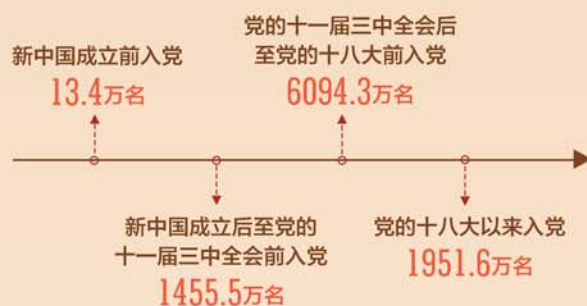 新中国成立前入党
13.4万名
党的十一届三中全会后
至党的十八大前入党
6094.3万名
新中国成立后至党的
十一届三中全会前入党
1455.5万名
党的十八大以来入党
1951.6万名